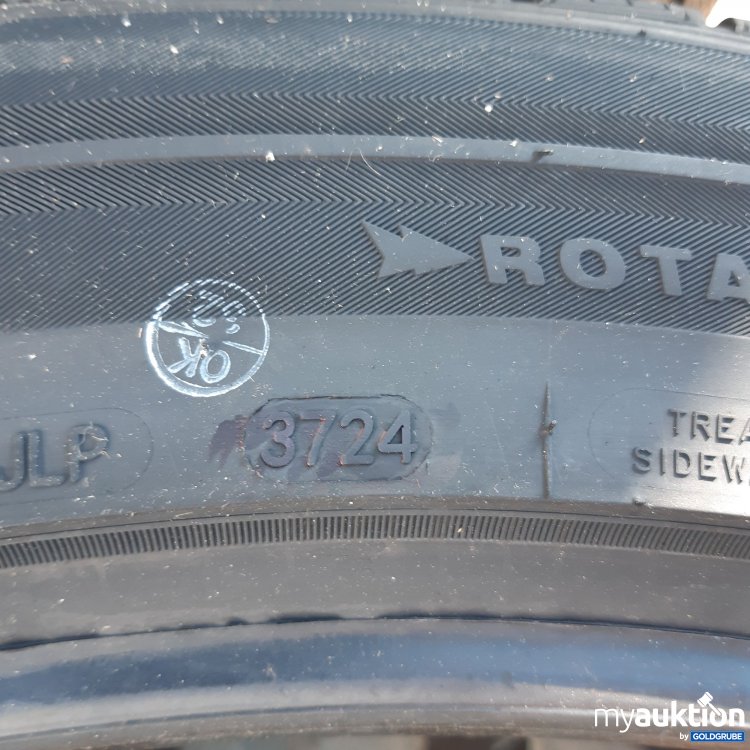 ROTA
OK
JLP
3724
TREA
SIDEW
myauktion
by GOLDGRUBE